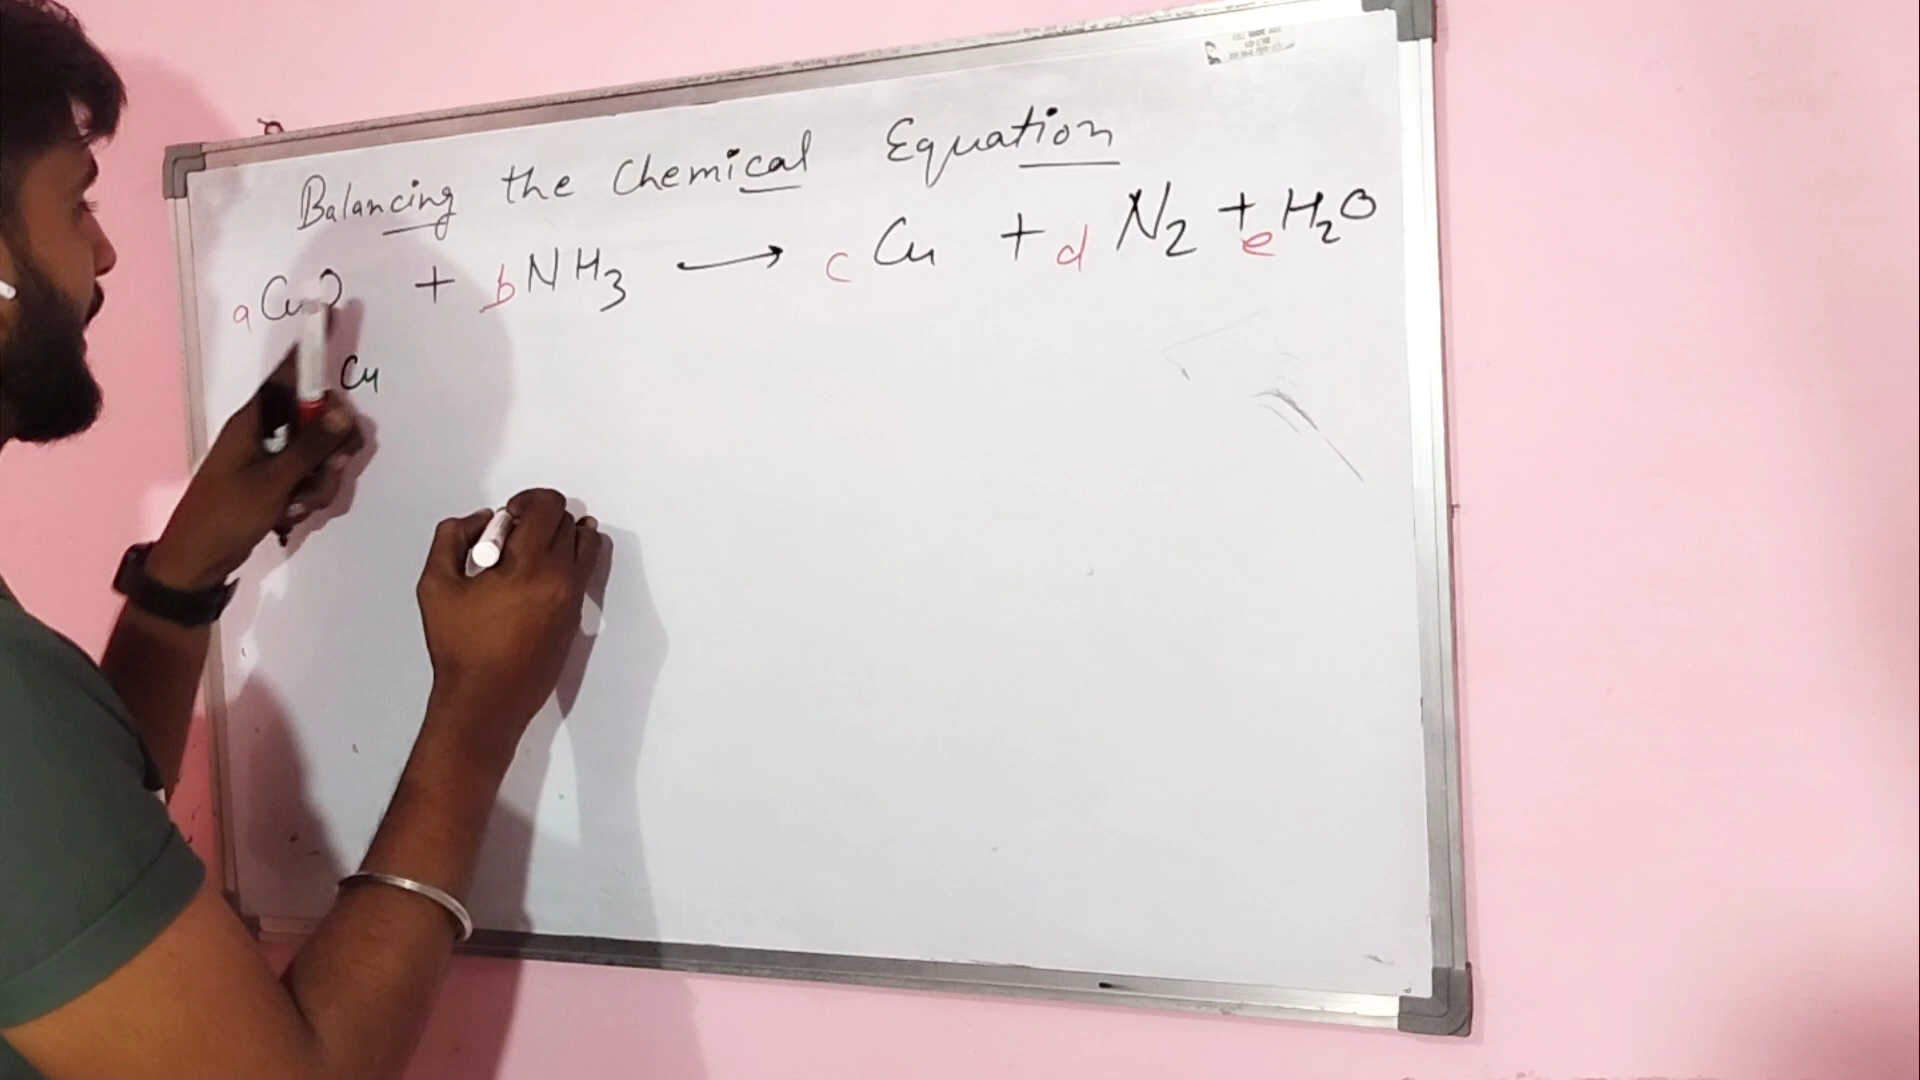 Balancing the Chemical Equation
a CuO + b NH3 → c Cu + d N2 + e H2O
Cu